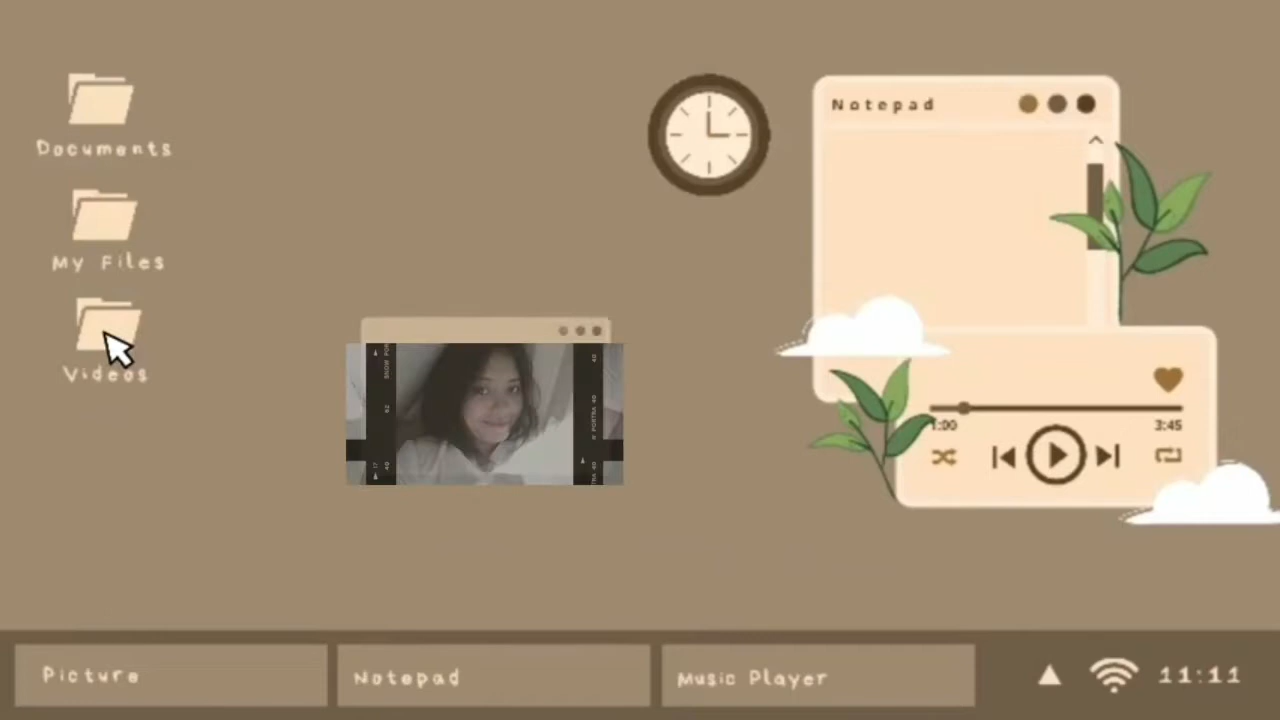 Documents
My Files
Videos
Notepad
1:00
3:45
Picture
Notepad
Music Player
11:11